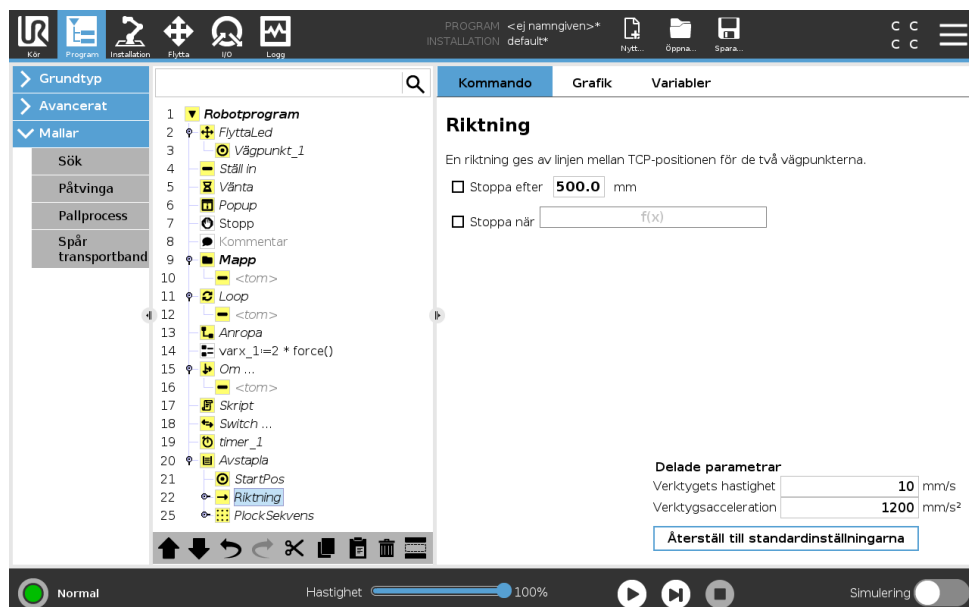 UR
Kör
Program
Installation
Flytta
I/O
Logg
PROGRAM <ej namngiven>*
INSTALLATION default*
Nytt...
Öppna...
Spara...
C C
C C
Grundtyp
Avancerat
Mallar
Sök
Påtvinga
Pallprocess
Spår
transportband
1 Robotprogram
2 FlyttaLed
3 Vägpunkt_1
4 Ställ in
5 Vänta
6 Popup
7 Stopp
8 Kommentar
9 Mapp
10 <tom>
11 Loop
12 <tom>
13 Anropa
14 varx_1≔2 * force()
15 Om ...
16 <tom>
17 Skript
18 Switch ...
19 timer_1
20 Avstapla
21 StartPos
22 Riktning
25 PlockSekvens
Kommando
Grafik
Variabler
Riktning
En riktning ges av linjen mellan TCP-positionen för de två vägpunkterna.
Stoppa efter 500.0 mm
Stoppa när f(x)
Delade parametrar
Verktygets hastighet 10 mm/s
Verktygsacceleration 1200 mm/s²
Återställ till standardinställningarna
Normal
Hastighet 100%
Simulering